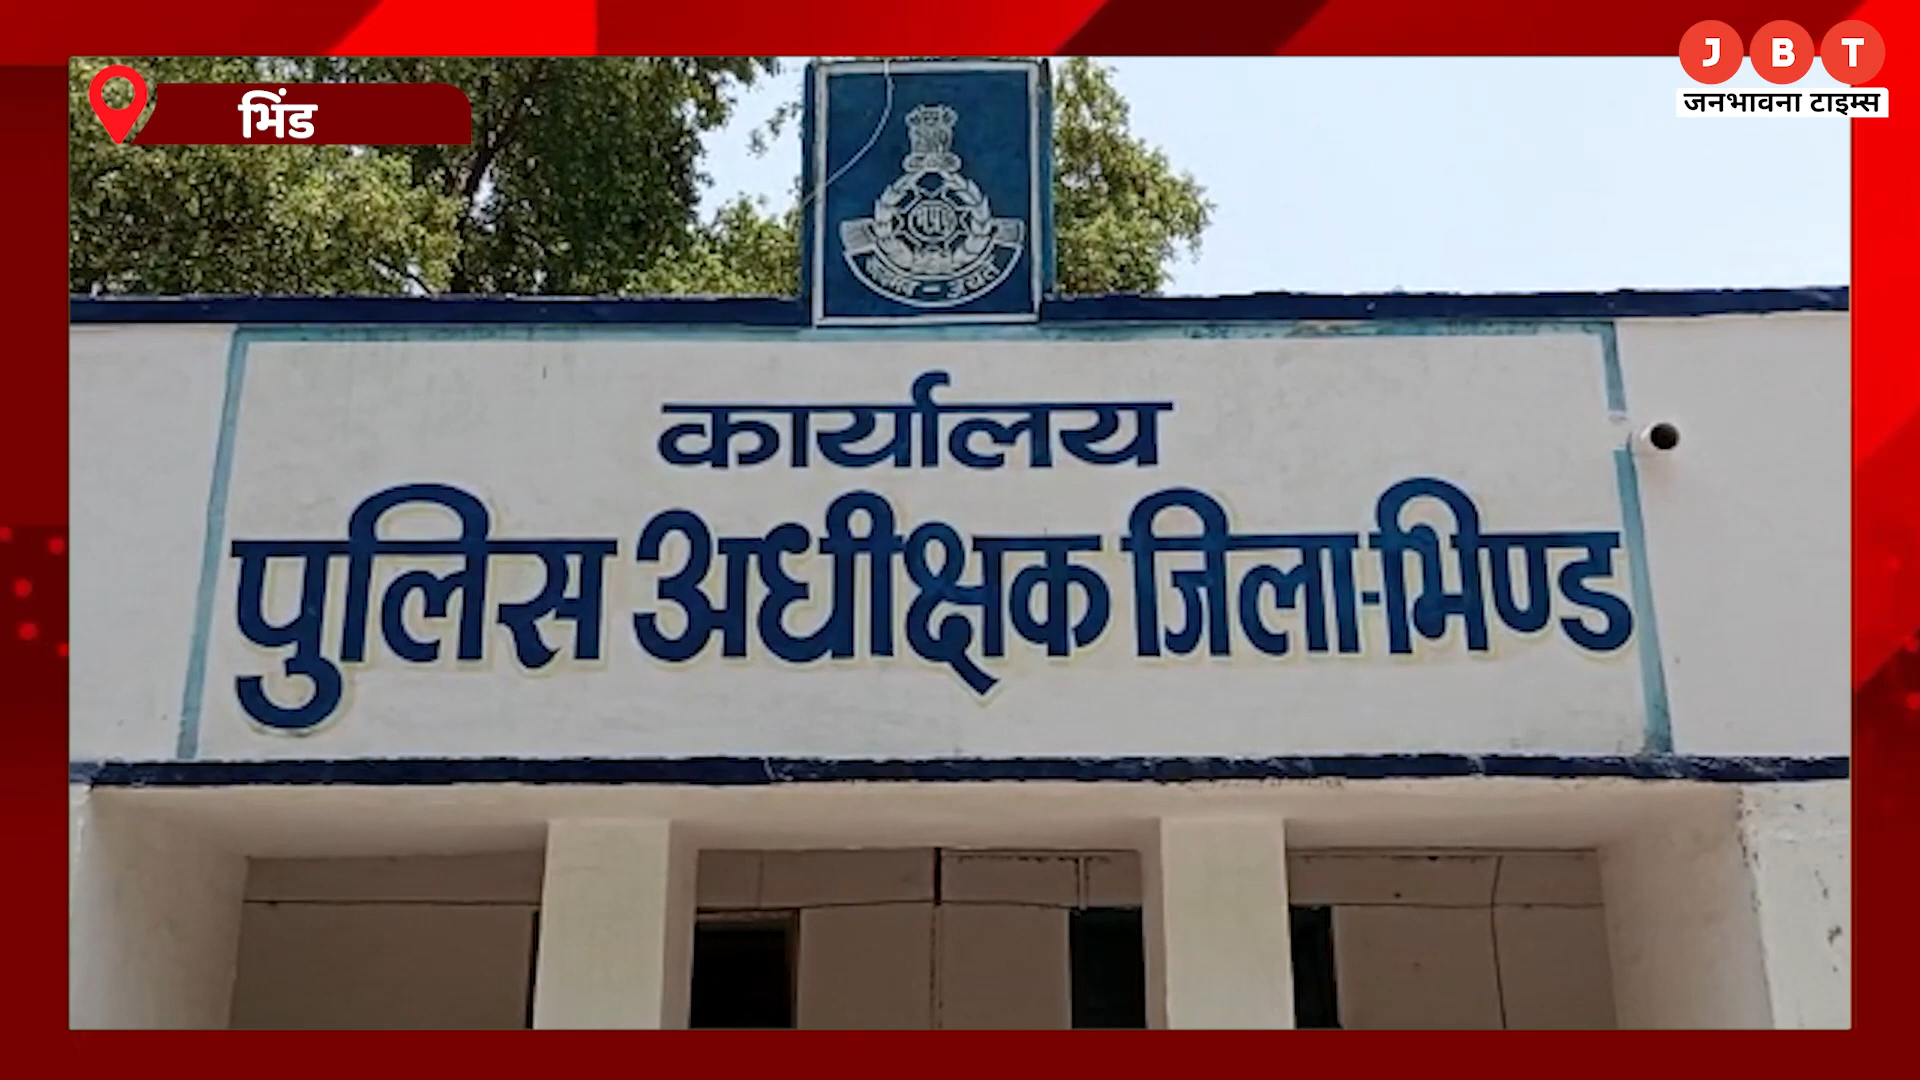 भिंड
J B T
जनभावना टाइम्स
कार्यालय
पुलिस अधीक्षक जिला-भिण्ड